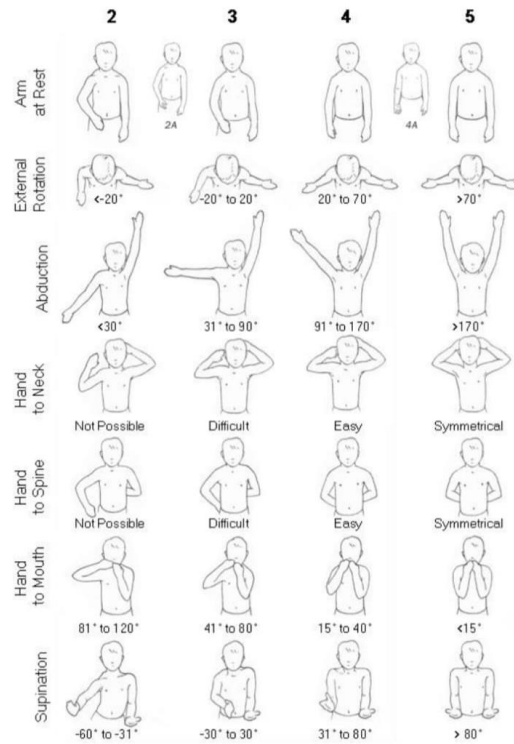 2 3 4 5
Arm
at Rest
2A 4A
External
Rotation
<-20° -20° to 20° 20° to 70° >70°
Abduction
<30° 31° to 90° 91° to 170° >170°
Hand
to Neck
Not Possible Difficult Easy Symmetrical
Hand
to Spine
Not Possible Difficult Easy Symmetrical
Hand
to Mouth
81° to 120° 41° to 80° 15° to 40° <15°
Supination
-60° to -31° -30° to 30° 31° to 80° > 80°